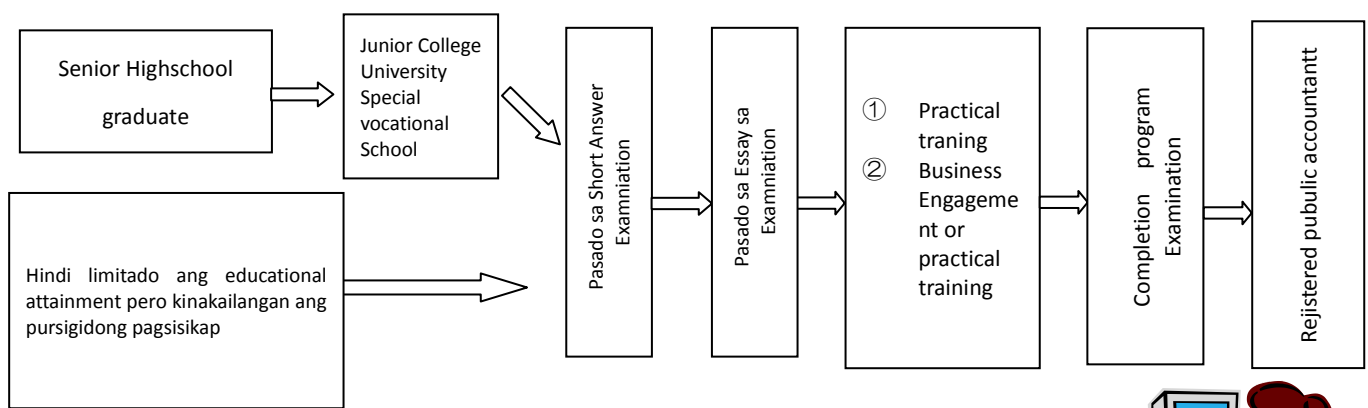 Senior Highschool
graduate
Junior College
University
Special
vocational
School
Hindi limitado ang educational
attainment pero kinakailangan ang
pursigidong pagsisikap
Pasado sa Short Answer
Examniation
Pasado sa Essay sa
Examniation
① Practical
traning
② Business
Engageme
nt or
practical
training
Completion program
Examination
Rejistered pubulic accountantt